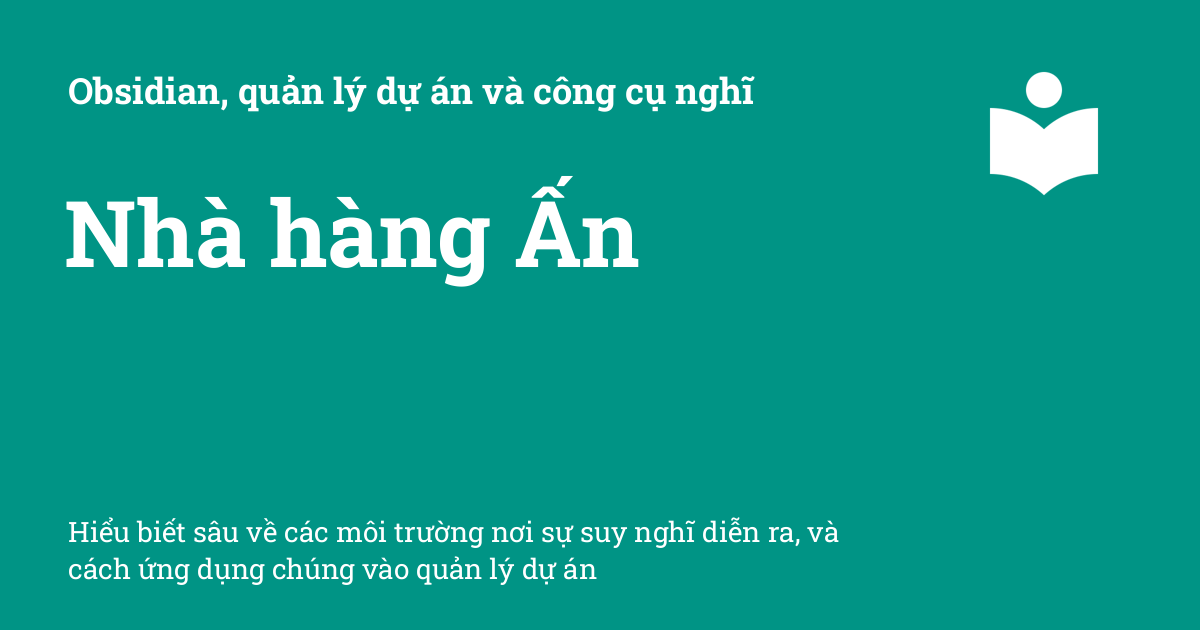 Obsidian, quản lý dự án và công cụ nghĩ
Nhà hàng Ấn
Hiểu biết sâu về các môi trường nơi sự suy nghĩ diễn ra, và
cách ứng dụng chúng vào quản lý dự án